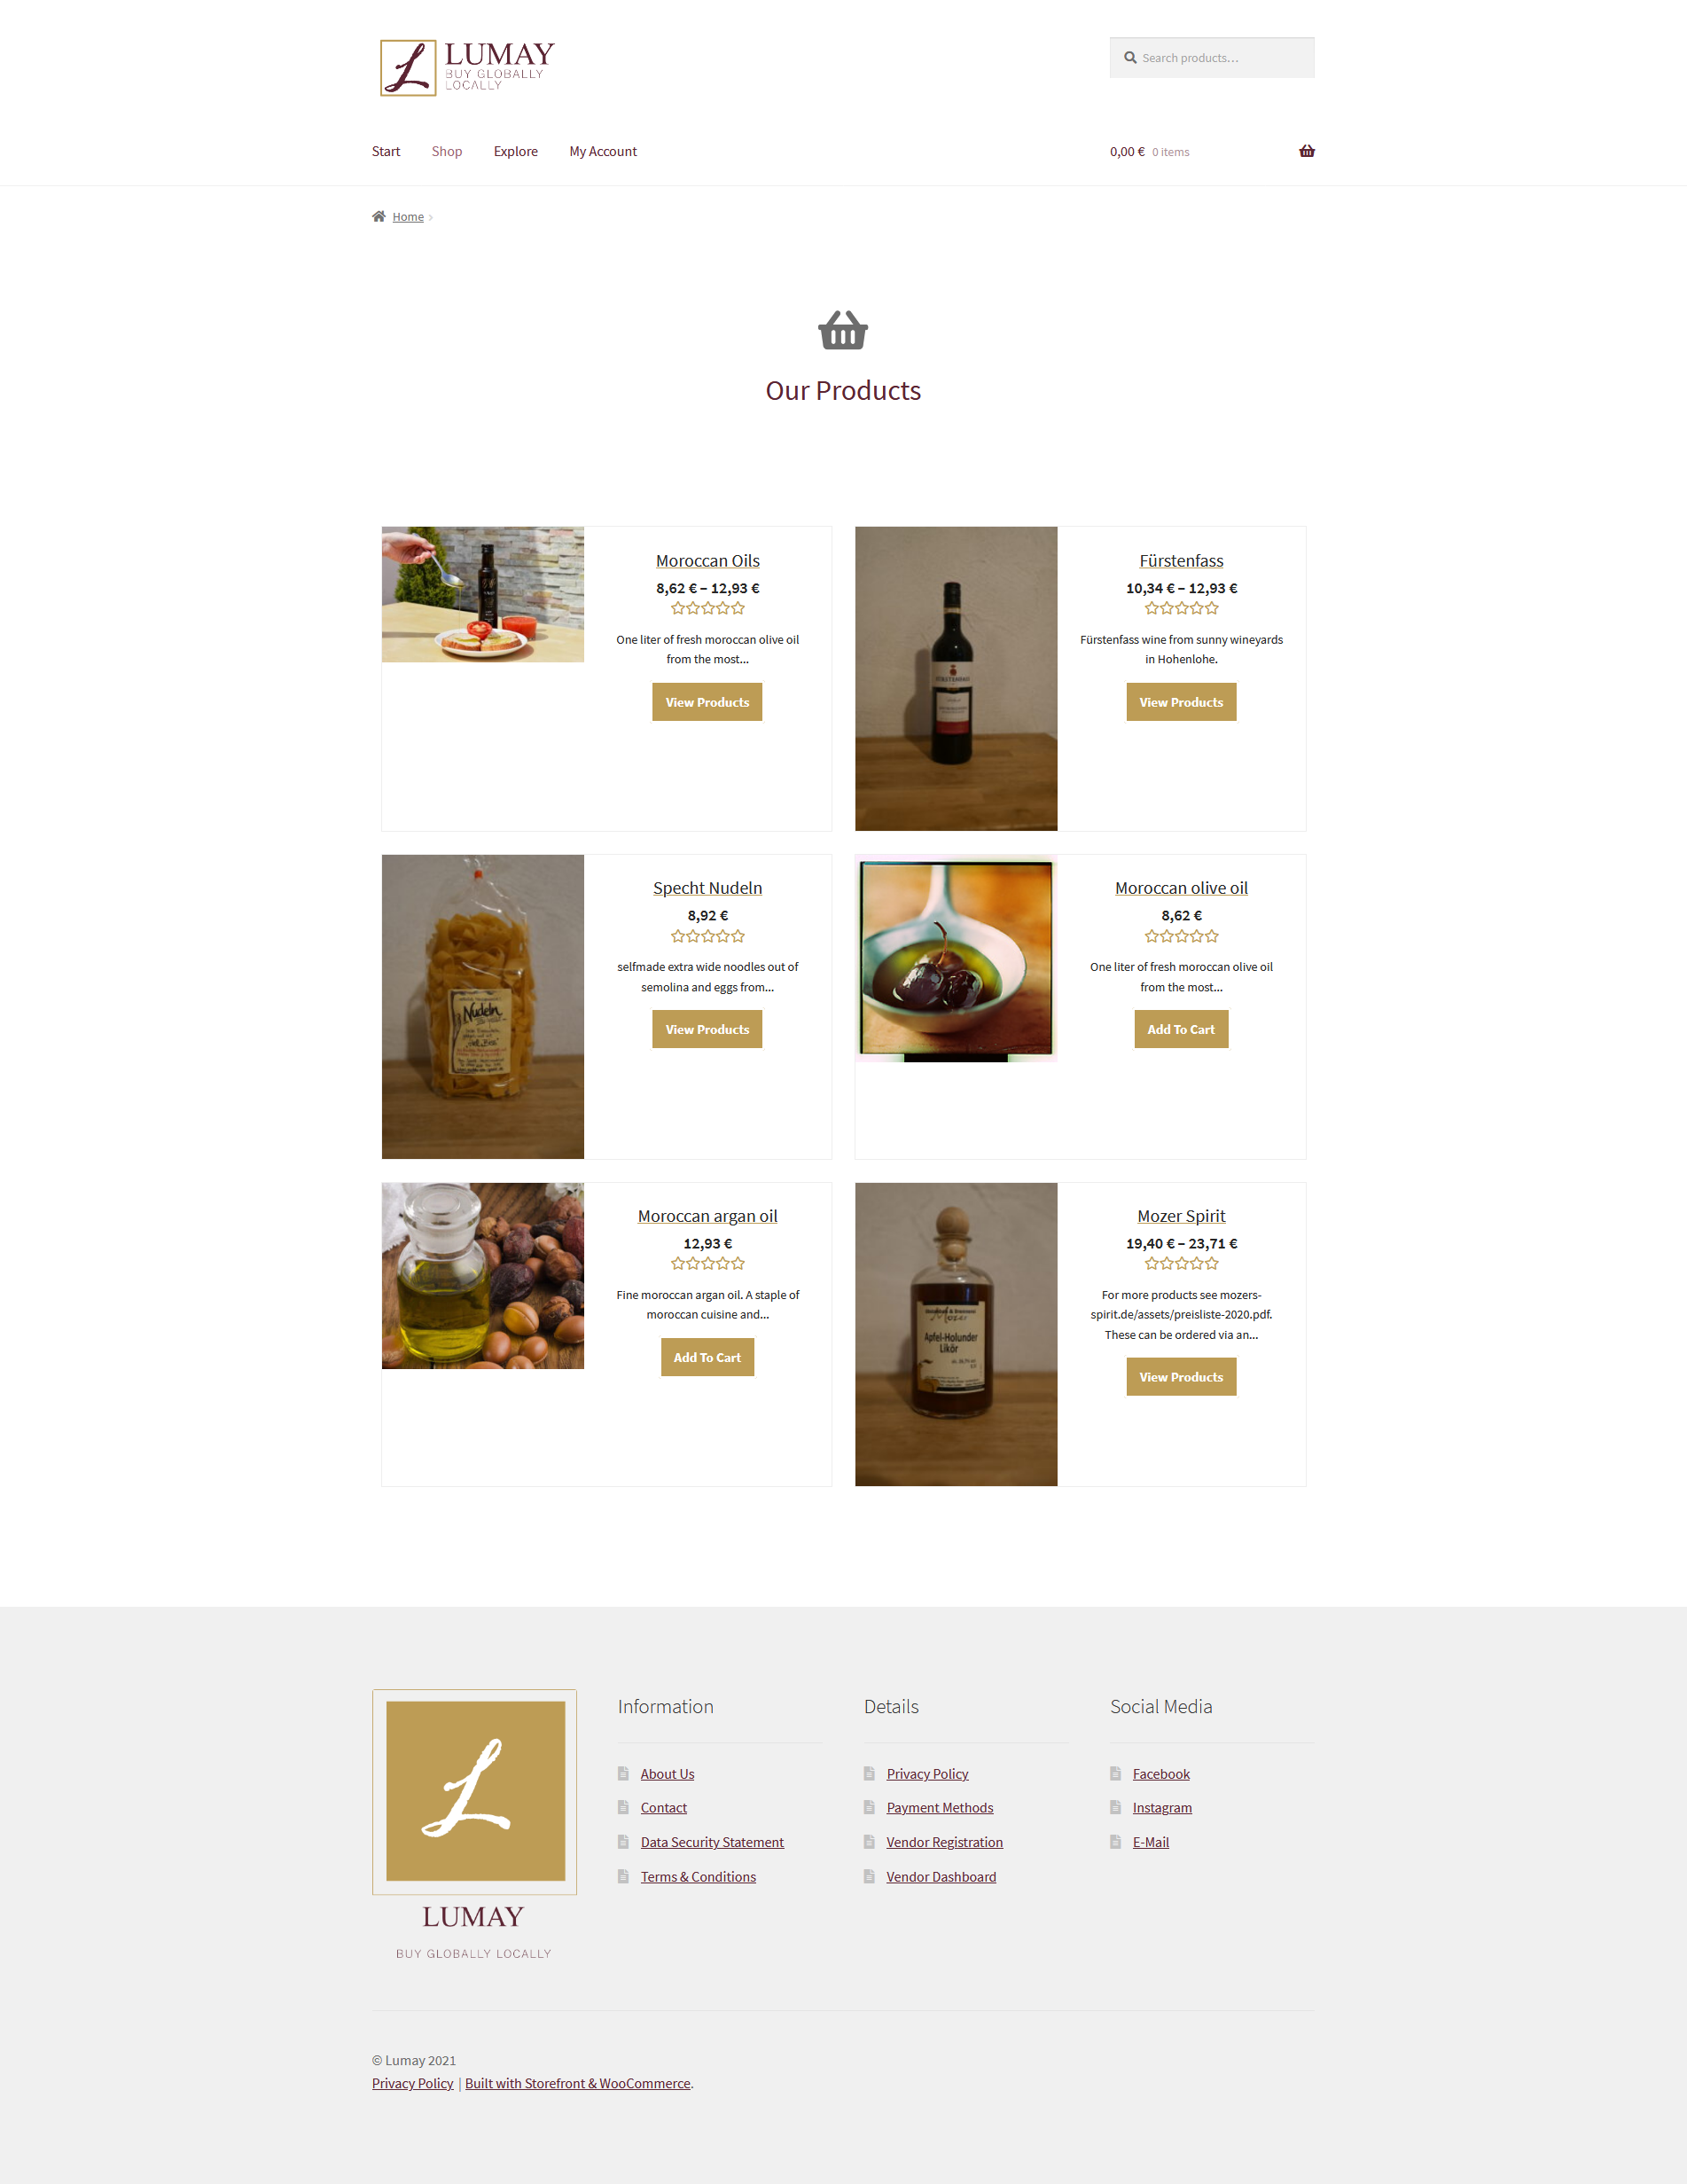 LUMAY
BUY GLOBALLY
LOCALLY
Search products…
Start Shop Explore My Account
0,00 € 0 items
Home
Our Products
Moroccan Oils
8,62 € – 12,93 €
One liter of fresh moroccan olive oil
from the most...
View Products
Fürstenfass
10,34 € – 12,93 €
Fürstenfass wine from sunny wineyards
in Hohenlohe.
View Products
Specht Nudeln
8,92 €
selfmade extra wide noodles out of
semolina and eggs from...
View Products
Nudeln
Moroccan olive oil
8,62 €
One liter of fresh moroccan olive oil
from the most...
Add To Cart
Moroccan argan oil
12,93 €
Fine moroccan argan oil. A staple of
moroccan cuisine and...
Add To Cart
Mozer
Apfel-Holunder
Likör
Mozer Spirit
19,40 € – 23,71 €
For more products see mozers-
spirit.de/assets/preisliste-2020.pdf.
These can be ordered via an...
View Products
L
LUMAY
BUY GLOBALLY LOCALLY
Information
About Us
Contact
Data Security Statement
Terms & Conditions
Details
Privacy Policy
Payment Methods
Vendor Registration
Vendor Dashboard
Social Media
Facebook
Instagram
E-Mail
© Lumay 2021
Privacy Policy | Built with Storefront & WooCommerce.